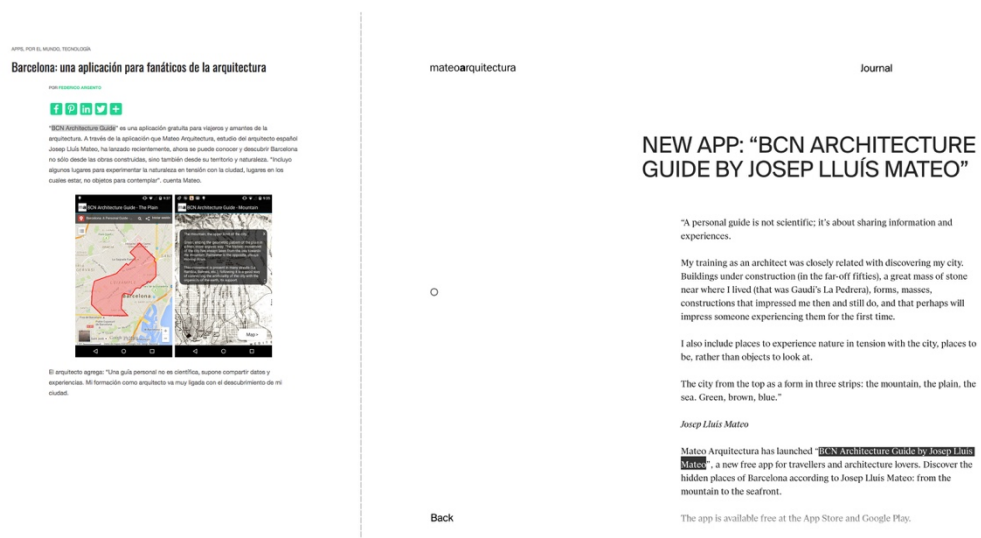 APPS, POR EL MUNDO, TECNOLOGÍA
Barcelona: una aplicación para fanáticos de la arquitectura
POR FEDERICO ARGENTO
"BCN Architecture Guide" es una aplicación gratuita para viajeros y amantes de la
arquitectura. A través de la aplicación que Mateo Arquitectura, estudio del arquitecto español
Josep Lluís Mateo, ha lanzado recientemente, ahora se puede conocer y descubrir Barcelona
no sólo desde las obras construidas, sino también desde su territorio y naturaleza. "Incluyo
algunos lugares para experimentar la naturaleza en tensión con la ciudad, lugares en los
cuales estar, no objetos para contemplar", cuenta Mateo.
BCN Architecture Guide - The Plain
BCN Architecture Guide - Mountain
Barcelona
Map
El arquitecto agrega: "Una guía personal no es científica, supone compartir datos y
experiencias. Mi formación como arquitecto va muy ligada con el descubrimiento de mi
ciudad.
mateoarquitectura
Journal
NEW APP: “BCN ARCHITECTURE
GUIDE BY JOSEP LLUÍS MATEO”
“A personal guide is not scientific; it’s about sharing information and
experiences.
My training as an architect was closely related with discovering my city.
Buildings under construction (in the far-off fifties), a great mass of stone
near where I lived (that was Gaudi’s La Pedrera), forms, masses,
constructions that impressed me then and still do, and that perhaps will
impress someone experiencing them for the first time.
I also include places to experience nature in tension with the city, places to
be, rather than objects to look at.
The city from the top as a form in three strips: the mountain, the plain, the
sea. Green, brown, blue.”
Josep Lluis Mateo
Mateo Arquitectura has launched “BCN Architecture Guide by Josep Lluis
Mateo”, a new free app for travellers and architecture lovers. Discover the
hidden places of Barcelona according to Josep Lluis Mateo: from the
mountain to the seafront.
The app is available free at the App Store and Google Play.
Back